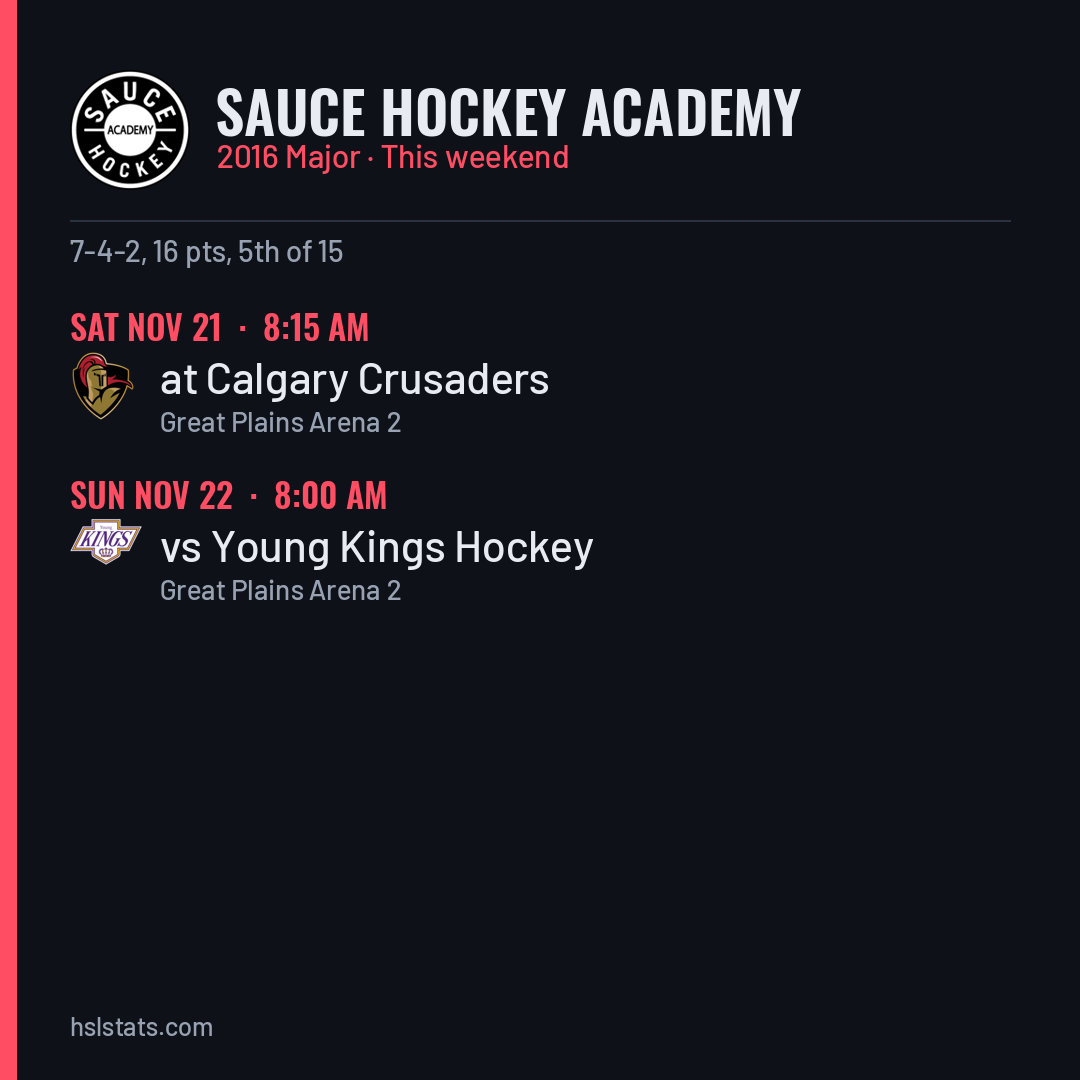 SAUCE
ACADEMY
HOCKEY
SAUCE HOCKEY ACADEMY
2016 Major · This weekend
7-4-2, 16 pts, 5th of 15
SAT NOV 21 · 8:15 AM
at Calgary Crusaders
Great Plains Arena 2
SUN NOV 22 · 8:00 AM
Young
KINGS
vs Young Kings Hockey
Great Plains Arena 2
hslstats.com